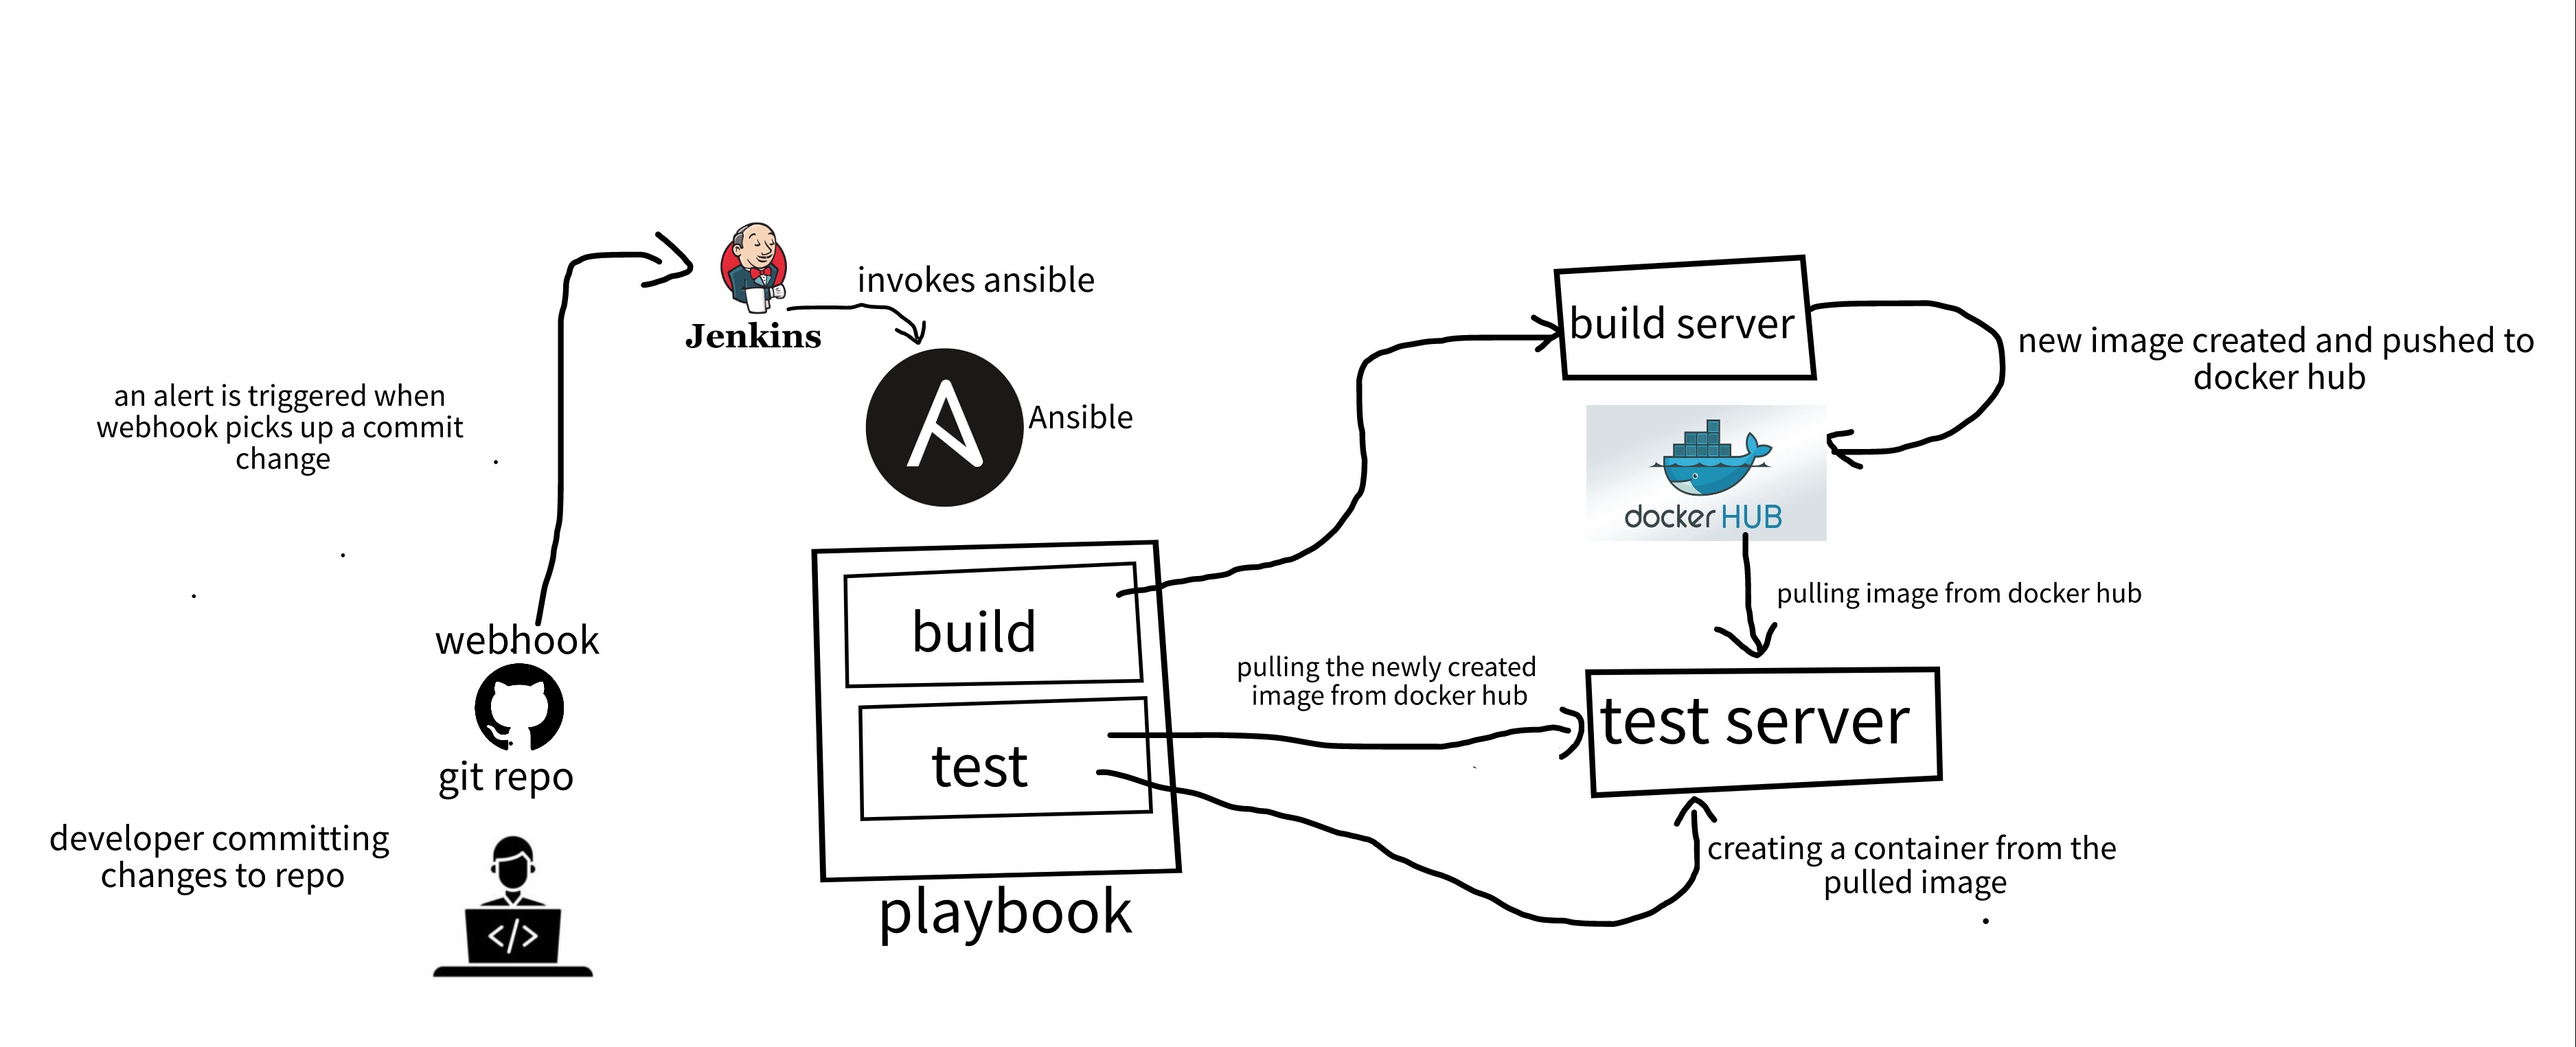 invokes ansible
Jenkins
build server
new image created and pushed to
docker hub
an alert is triggered when
webhook picks up a commit
change
Ansible
docker HUB
pulling image from docker hub
webhook
build
pulling the newly created
image from docker hub
test server
git repo
test
developer committing
changes to repo
</>
creating a container from the
pulled image
playbook